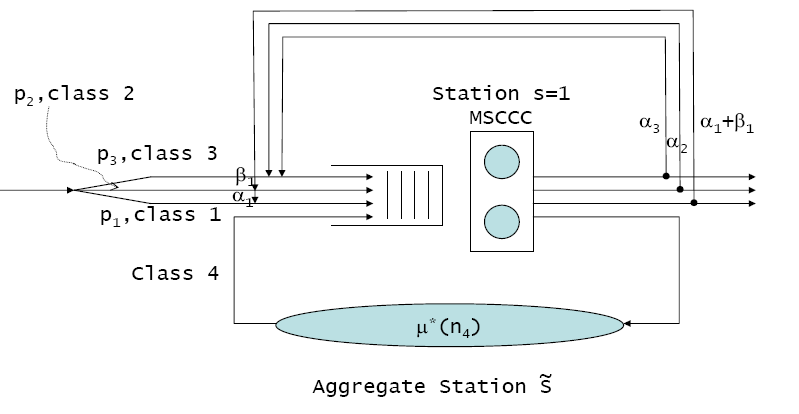 p₂,class 2
Station s=1
MSCCC
α₃
α₂
α₁+β₁
p₃,class 3
β₁
α₁
p₁,class 1
Class 4
μ*(n₄)
Aggregate Station S̃